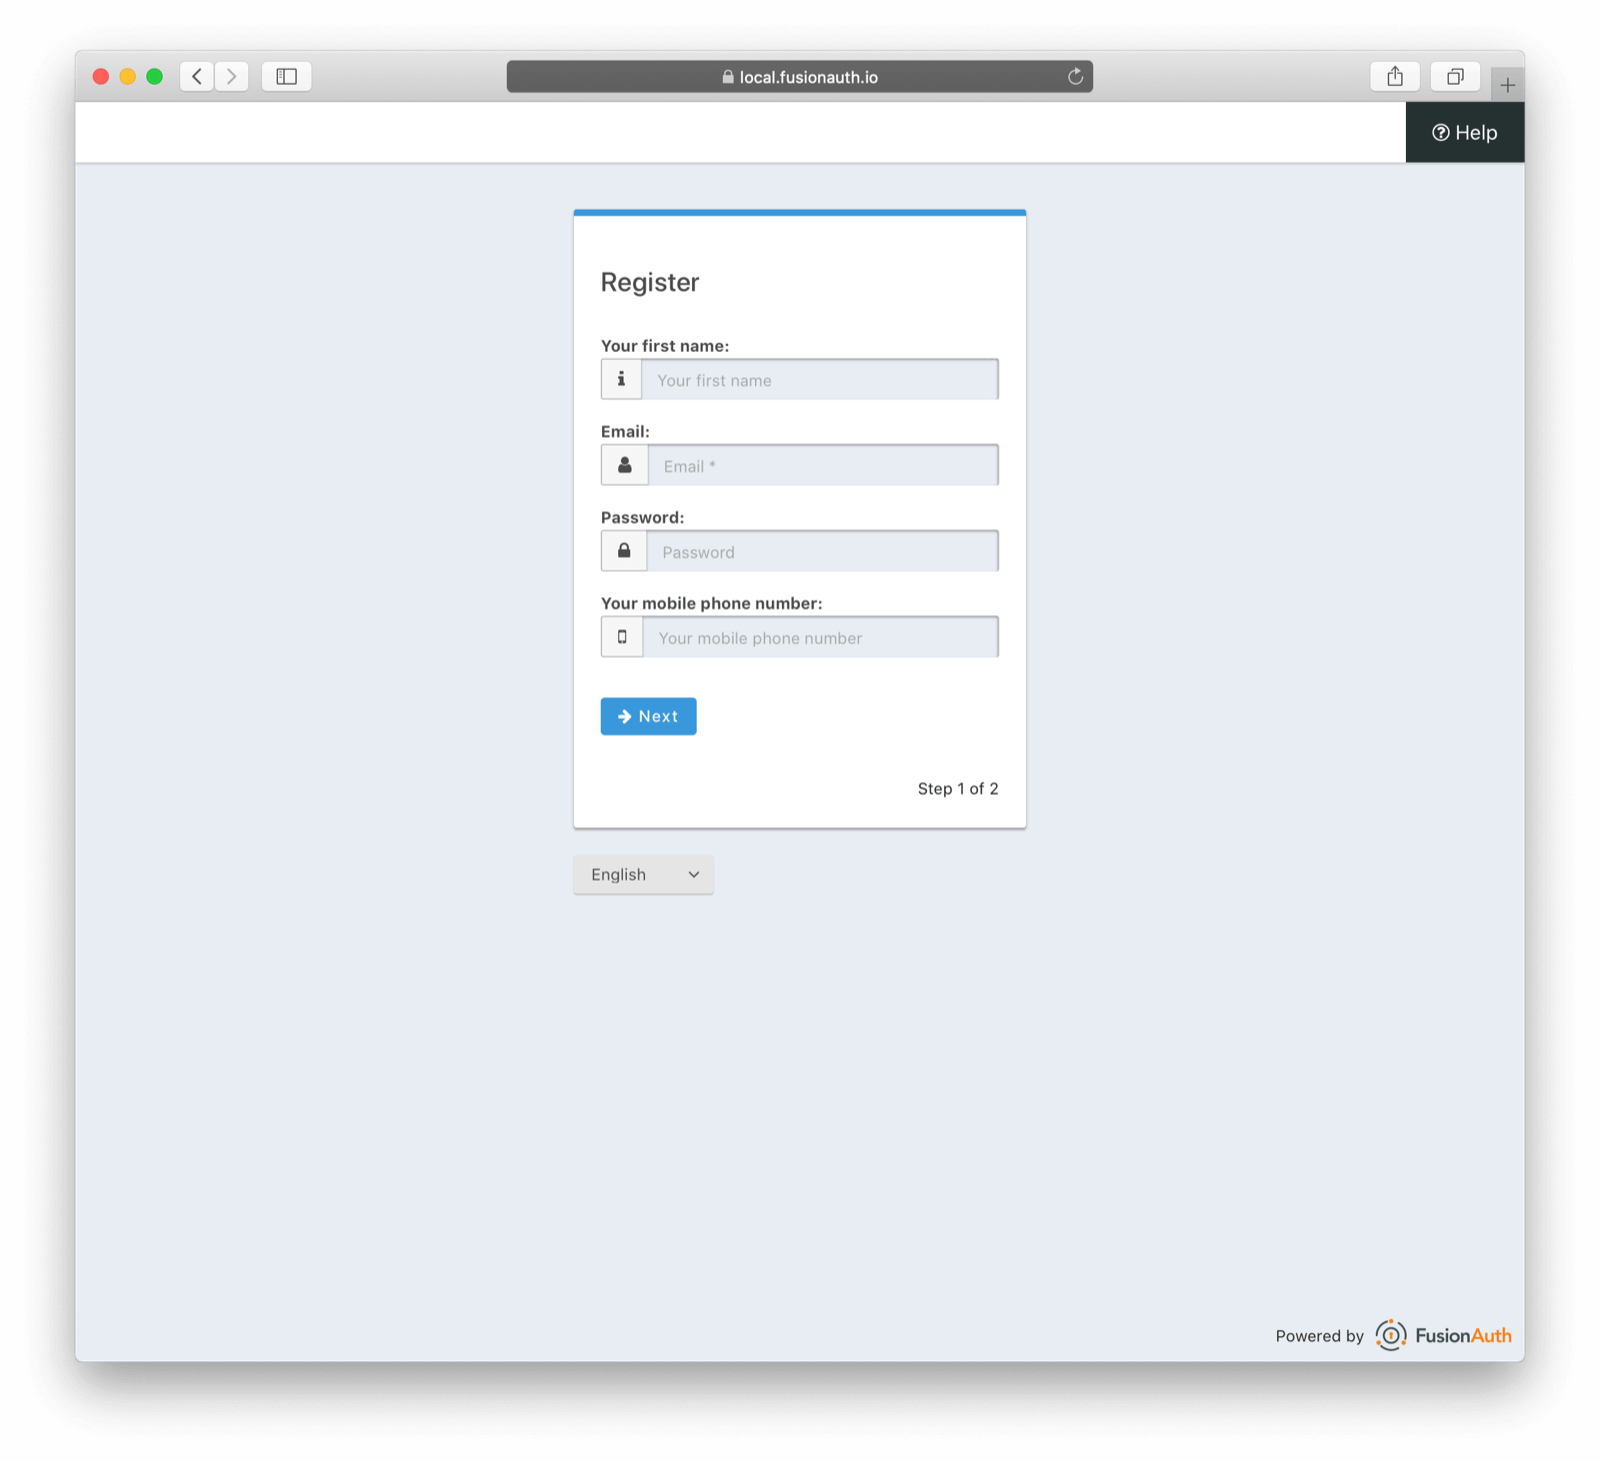 local.fusionauth.io
Help
Register
Your first name:
Your first name
Email:
Email *
Password:
Password
Your mobile phone number:
Your mobile phone number
Next
Step 1 of 2
English
Powered by FusionAuth